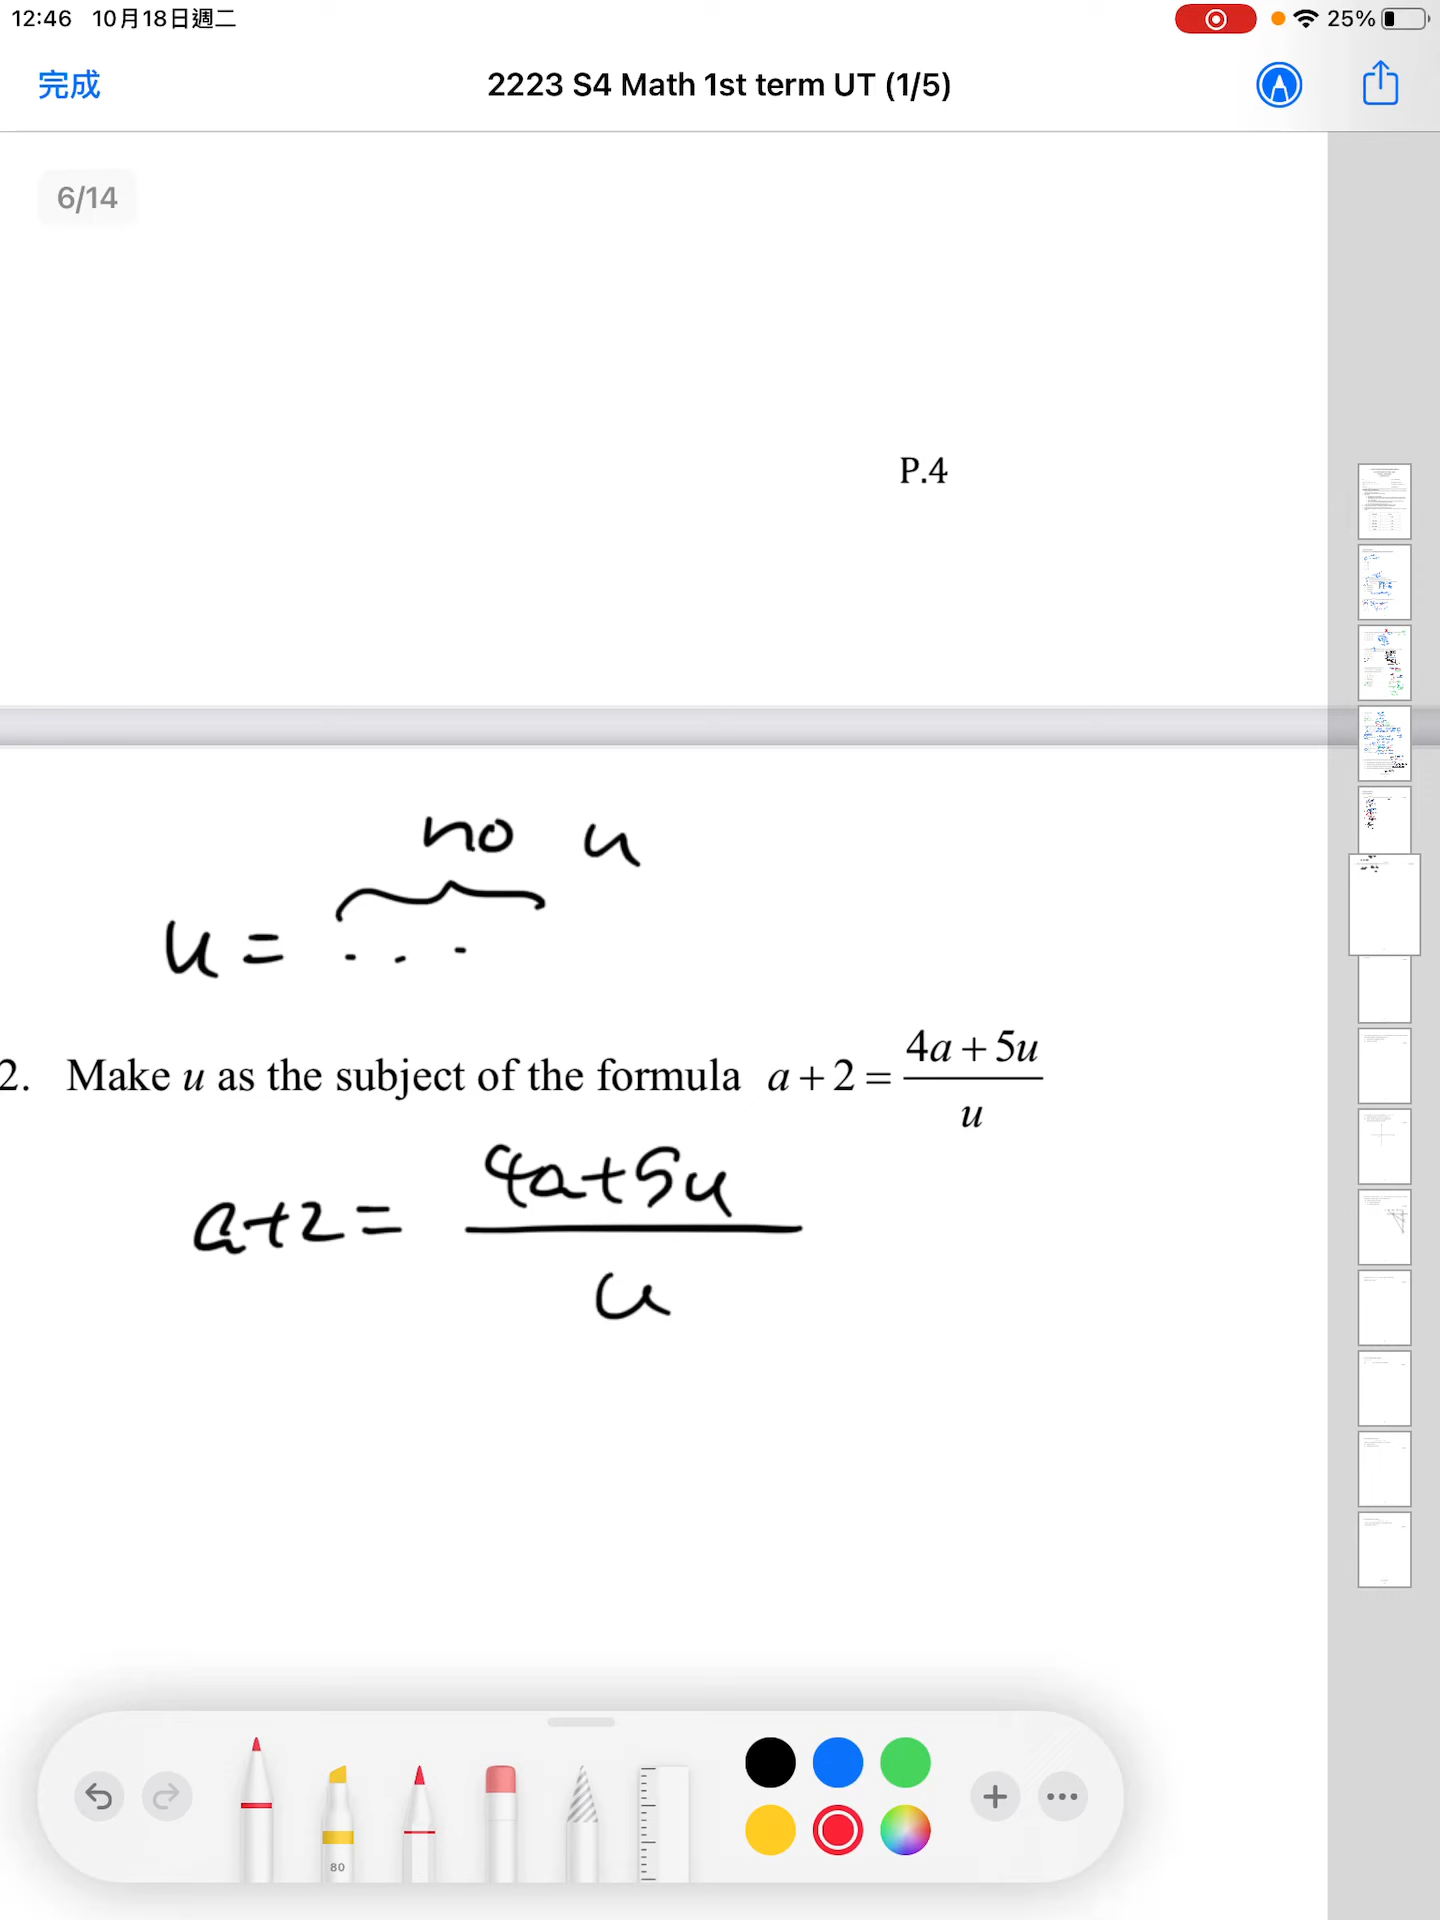 12:46 10月18日週二 25%
完成 2223 S4 Math 1st term UT (1/5)
6/14
P.4
no u
u = ...
2. Make u as the subject of the formula a + 2 = (4a + 5u)/u
a+2 = (4a+5u)/u
80